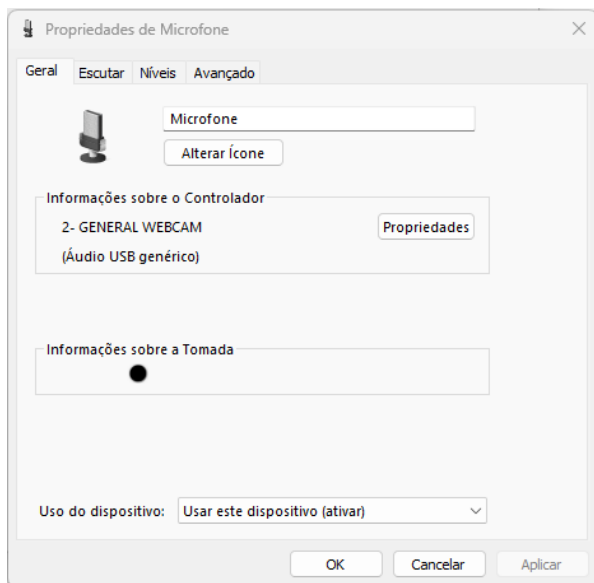 Propriedades de Microfone
Geral Escutar Níveis Avançado
Microfone
Alterar Ícone
Informações sobre o Controlador
2- GENERAL WEBCAM
Propriedades
(Áudio USB genérico)
Informações sobre a Tomada
Uso do dispositivo: Usar este dispositivo (ativar)
OK Cancelar Aplicar